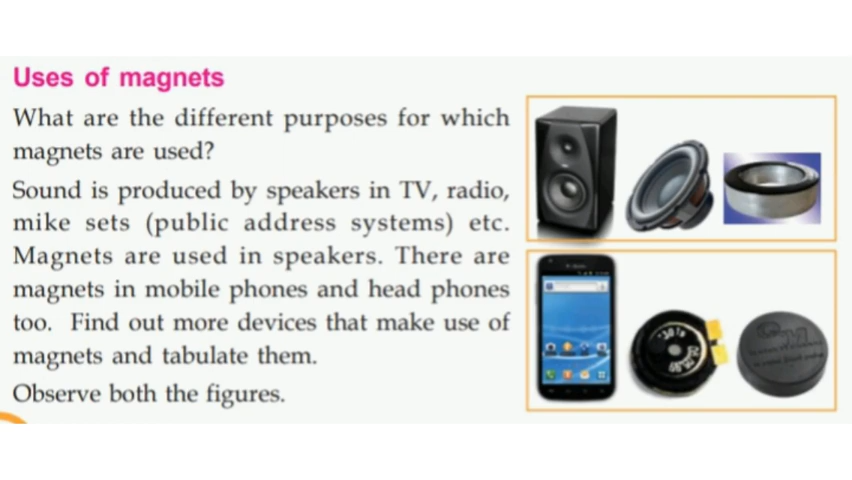 Uses of magnets
What are the different purposes for which
magnets are used?
Sound is produced by speakers in TV, radio,
mike sets (public address systems) etc.
Magnets are used in speakers. There are
magnets in mobile phones and head phones
too. Find out more devices that make use of
magnets and tabulate them.
Observe both the figures.